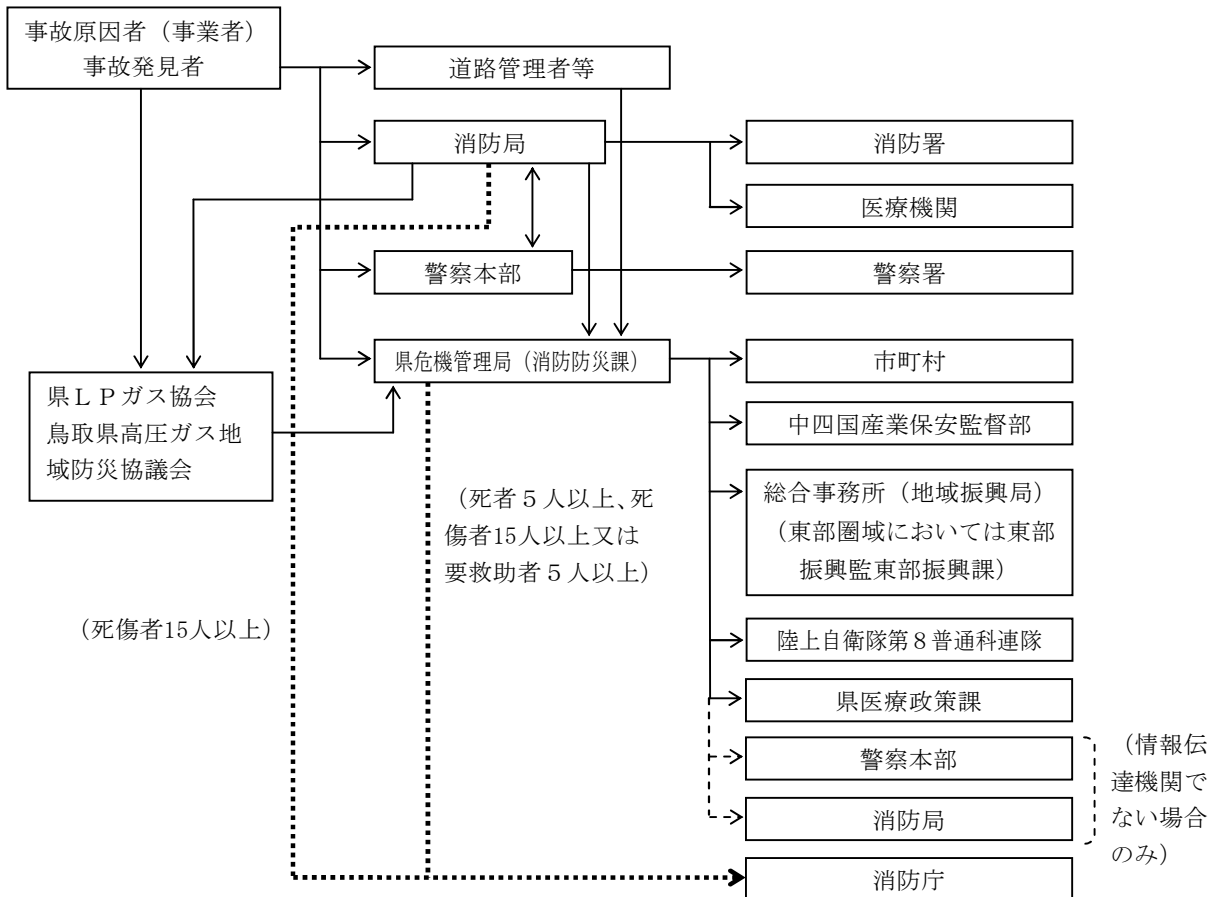 事故原因者（事業者）
事故発見者
道路管理者等
消防局
消防署
医療機関
警察本部
警察署
県危機管理局（消防防災課）
市町村
県ＬＰガス協会
鳥取県高圧ガス地
域防災協議会
中四国産業保安監督部
総合事務所（地域振興局）
（東部圏域においては東部
振興監東部振興課）
（死者５人以上、死
傷者15人以上又は
要救助者５人以上）
（死傷者15人以上）
陸上自衛隊第８普通科連隊
県医療政策課
警察本部
消防局
（情報伝
達機関で
ない場合
のみ）
消防庁